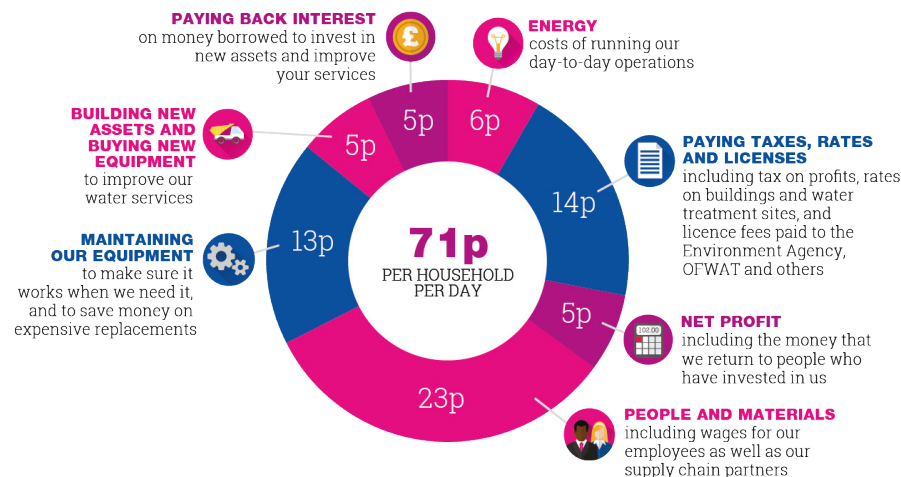 PAYING BACK INTEREST
on money borrowed to invest in
new assets and improve
your services
ENERGY
costs of running our
day-to-day operations
BUILDING NEW
ASSETS AND
BUYING NEW
EQUIPMENT
to improve our
water services
PAYING TAXES, RATES
AND LICENSES
including tax on profits, rates
on buildings and water
treatment sites, and
licence fees paid to the
Environment Agency,
OFWAT and others
MAINTAINING
OUR EQUIPMENT
to make sure it
works when we need it,
and to save money on
expensive replacements
NET PROFIT
including the money that
we return to people who
have invested in us
PEOPLE AND MATERIALS
including wages for our
employees as well as our
supply chain partners
5p
6p
5p
14p
13p
5p
23p
71p
PER HOUSEHOLD
PER DAY
£
102.00